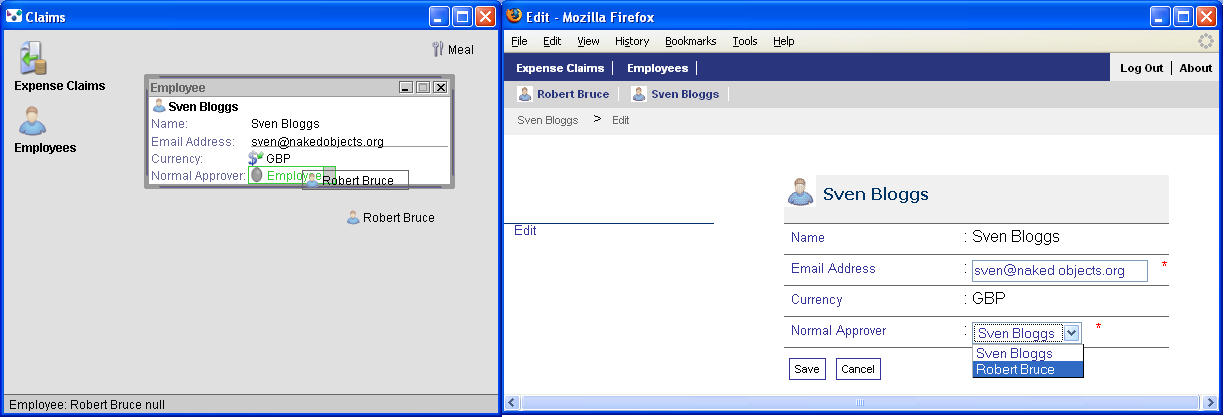 Claims
Meal
Expense Claims
Employees
Employee
Sven Bloggs
Name: Sven Bloggs
Email Address: sven@nakedobjects.org
Currency: GBP
Normal Approver: Employee
Robert Bruce
Robert Bruce
Employee: Robert Bruce null
Edit - Mozilla Firefox
File Edit View History Bookmarks Tools Help
Expense Claims Employees Log Out About
Robert Bruce Sven Bloggs
Sven Bloggs > Edit
Sven Bloggs
Edit
Name : Sven Bloggs
Email Address : sven@naked objects.org *
Currency : GBP
Normal Approver : Sven Bloggs *
Sven Bloggs
Robert Bruce
Save Cancel